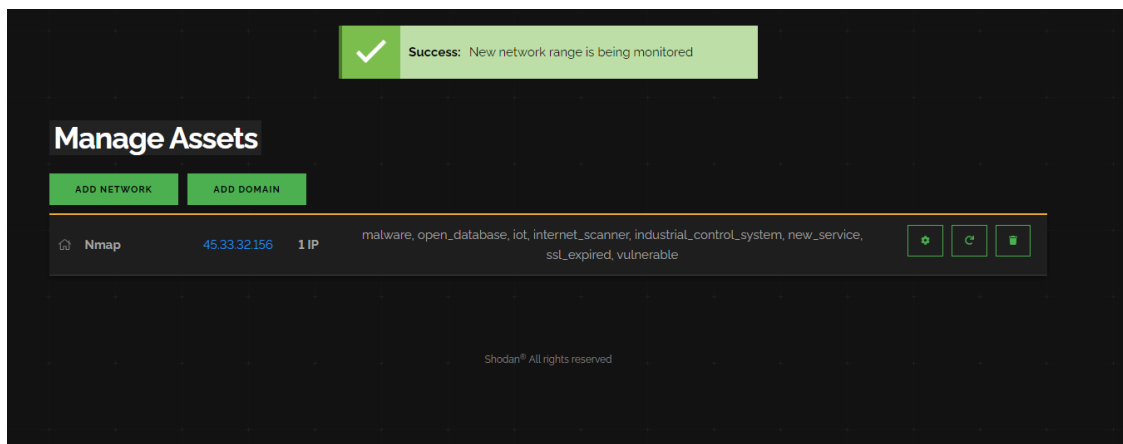 Success: New network range is being monitored
Manage Assets
ADD NETWORK ADD DOMAIN
Nmap 45.33.32.156 1 IP malware, open_database, iot, internet_scanner, industrial_control_system, new_service,
ssl_expired, vulnerable
Shodan® All rights reserved